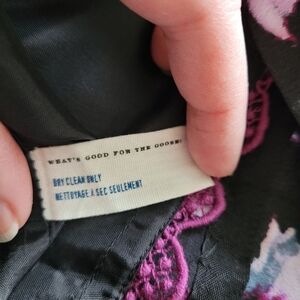 WHAT'S GOOD FOR THE GOOSE!
DRY CLEAN ONLY
NETTOYAGE A SEC SEULEMENT